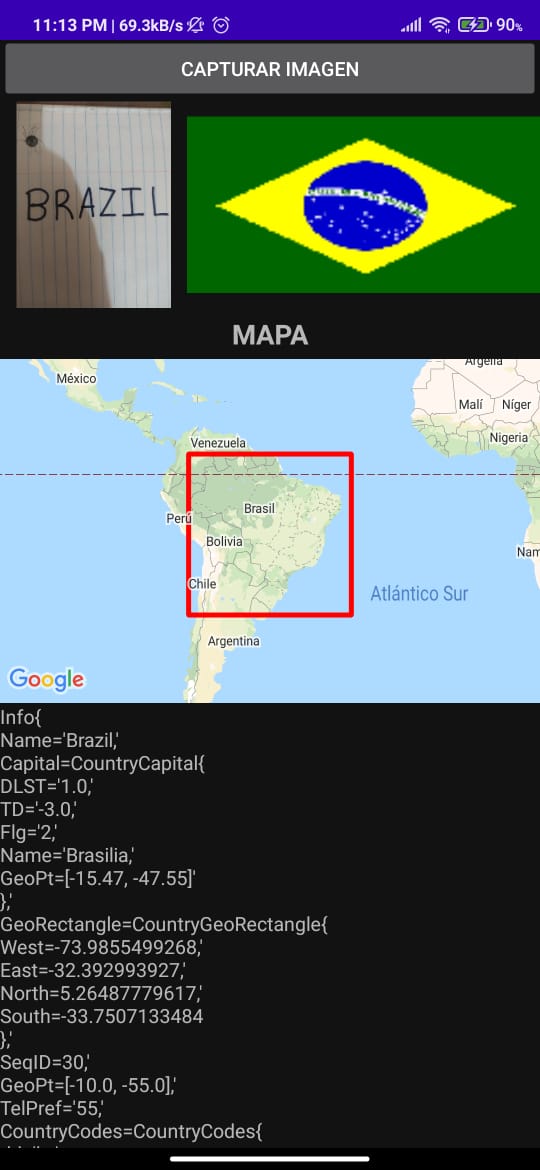 11:13 PM | 69.3kB/s 90%
CAPTURAR IMAGEN
BRAZIL
MAPA
Argelia
México
Malí Níger
Nigeria
Venezuela
Brasil
Perú
Bolivia
Nam
Chile
Atlántico Sur
Argentina
Google
Info{
Name='Brazil,'
Capital=CountryCapital{
DLST='1.0,'
TD='-3.0,'
Flg='2,'
Name='Brasilia,'
GeoPt=[-15.47, -47.55]'
},'
GeoRectangle=CountryGeoRectangle{
West=-73.9855499268,'
East=-32.392993927,'
North=5.26487779617,'
South=-33.7507133484
},'
SeqID=30,'
GeoPt=[-10.0, -55.0],'
TelPref='55,'
CountryCodes=CountryCodes{